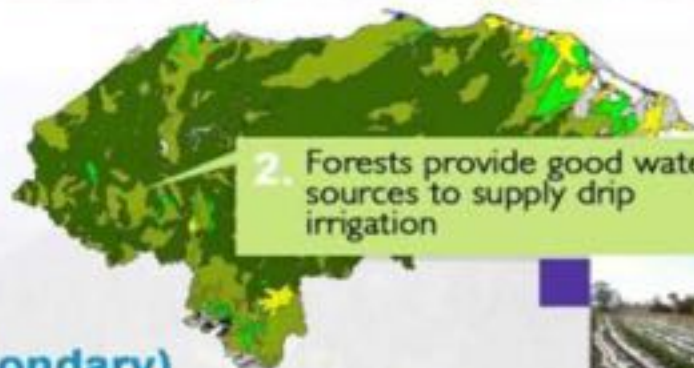 2. Forests provide good wate
sources to supply drip
irrigation
ondary)